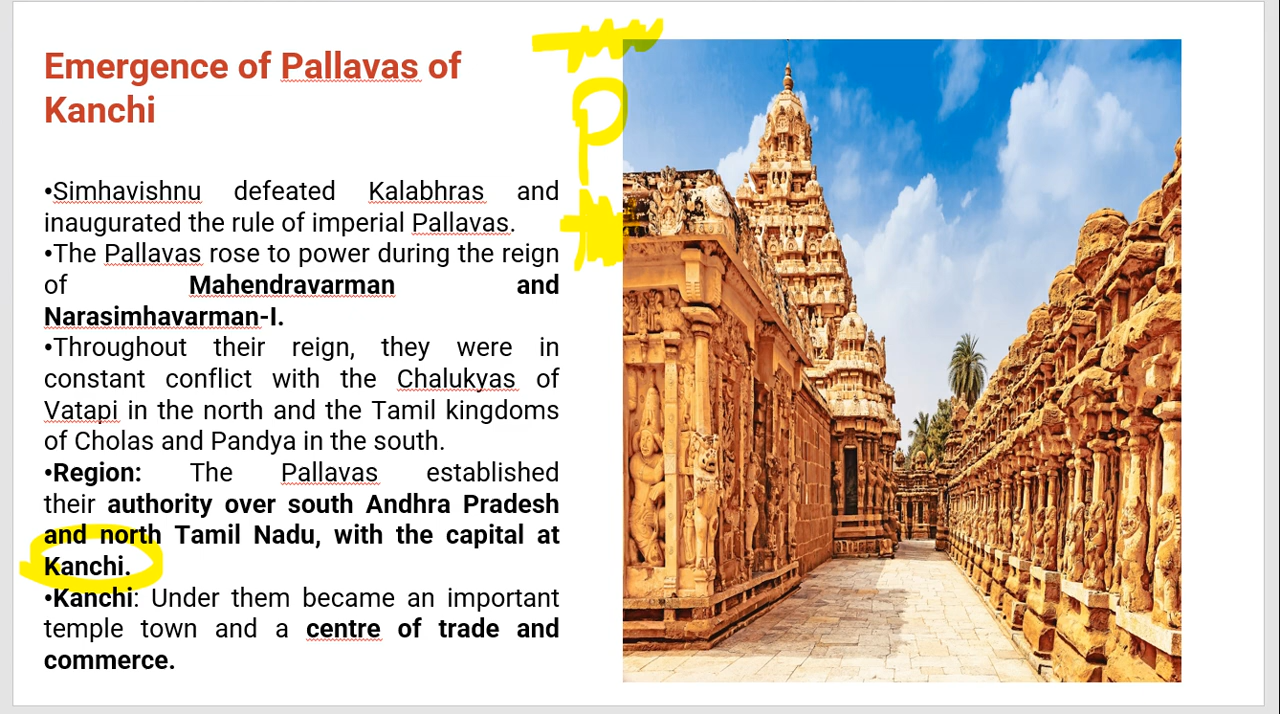 Emergence of Pallavas of
Kanchi
•Simhavishnu defeated Kalabhras and
inaugurated the rule of imperial Pallavas.
•The Pallavas rose to power during the reign
of Mahendravarman and
Narasimhavarman-I.
•Throughout their reign, they were in
constant conflict with the Chalukyas of
Vatapi in the north and the Tamil kingdoms
of Cholas and Pandya in the south.
•Region: The Pallavas established
their authority over south Andhra Pradesh
and north Tamil Nadu, with the capital at
Kanchi.
•Kanchi: Under them became an important
temple town and a centre of trade and
commerce.